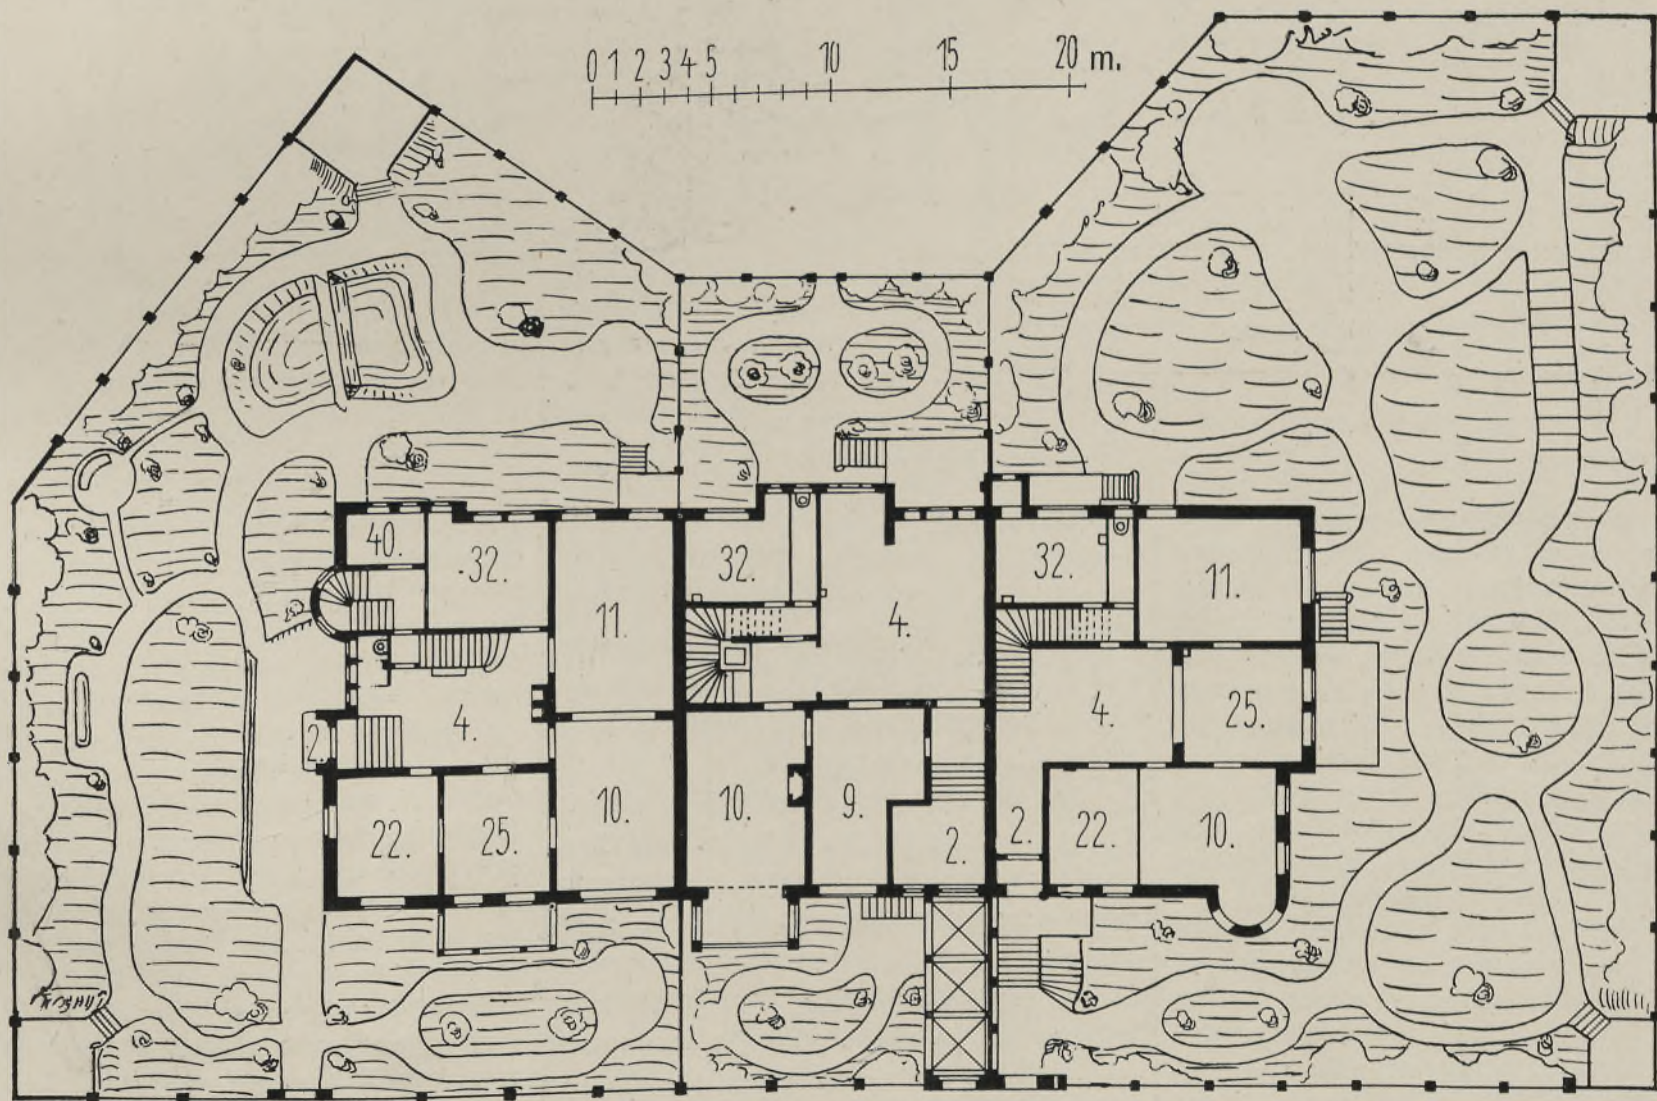 0 1 2 3 4 5 10 15 20 m.
40. 32. 32. 32. 11.
11. 4.
2. 4. 4. 25.
22. 25. 10. 10. 9. 2. 2. 22. 10.